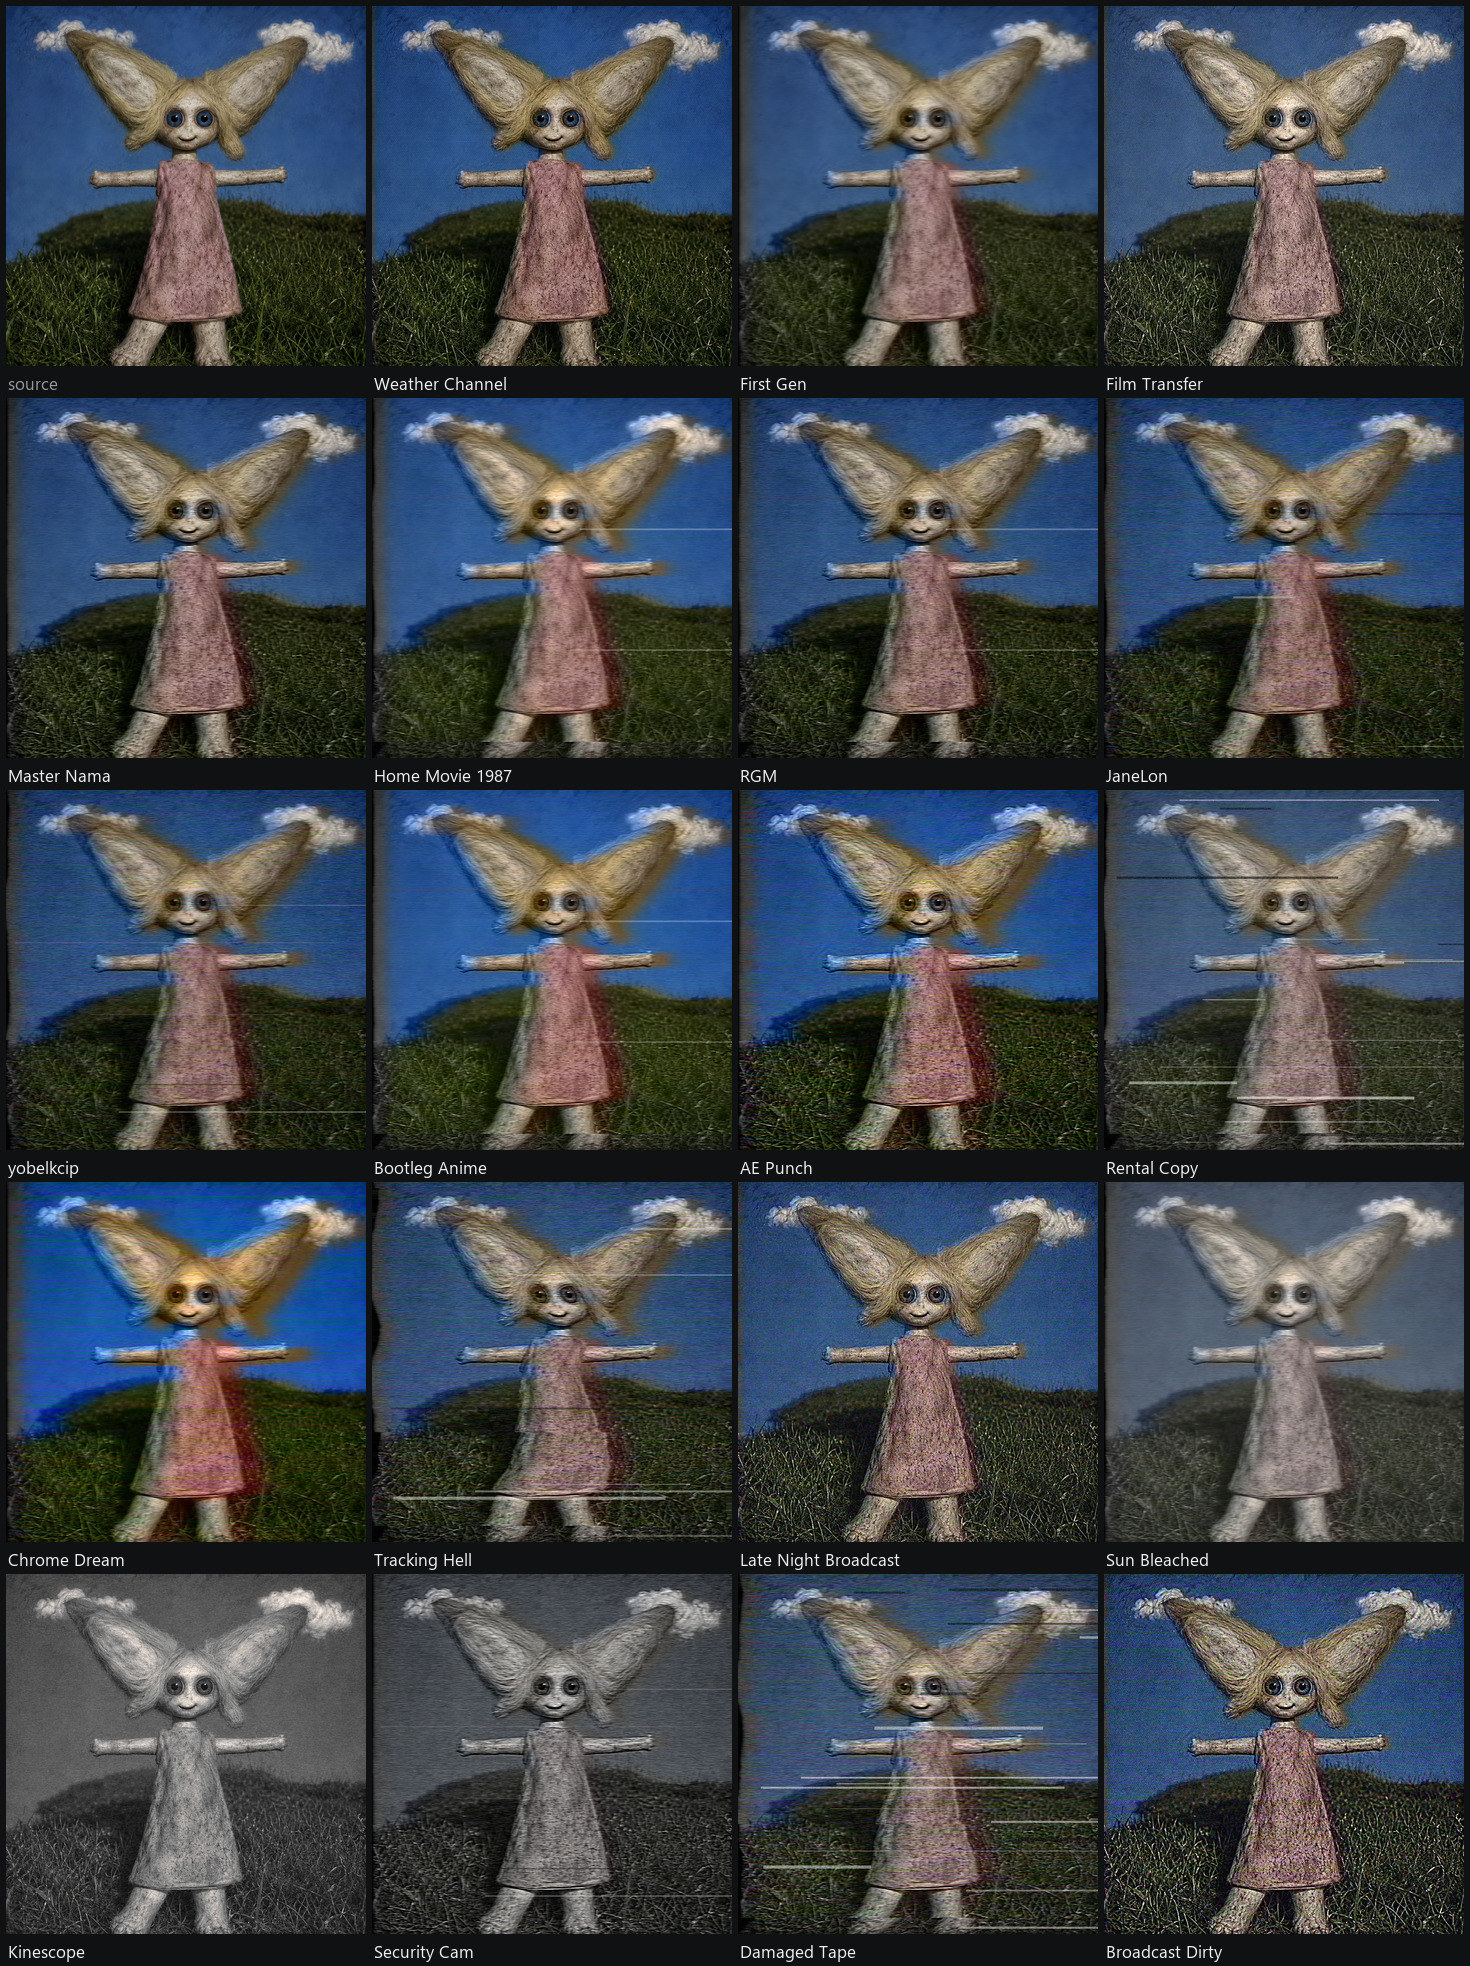 source
Weather Channel
First Gen
Film Transfer
Master Nama
Home Movie 1987
RGM
JaneLon
yobelkcip
Bootleg Anime
AE Punch
Rental Copy
Chrome Dream
Tracking Hell
Late Night Broadcast
Sun Bleached
Kinescope
Security Cam
Damaged Tape
Broadcast Dirty